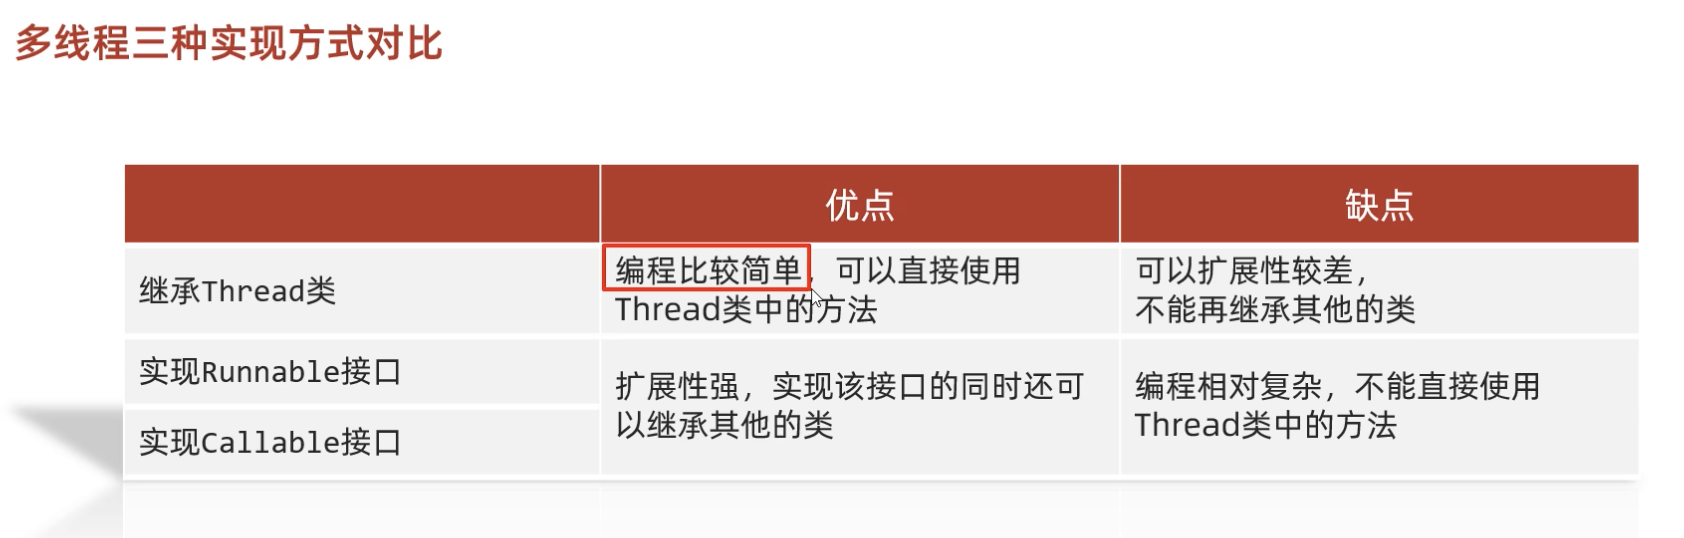 多线程三种实现方式对比
优点
缺点
继承Thread类
编程比较简单，可以直接使用
Thread类中的方法
可以扩展性较差，
不能再继承其他的类
实现Runnable接口
实现Callable接口
扩展性强，实现该接口的同时还可
以继承其他的类
编程相对复杂，不能直接使用
Thread类中的方法